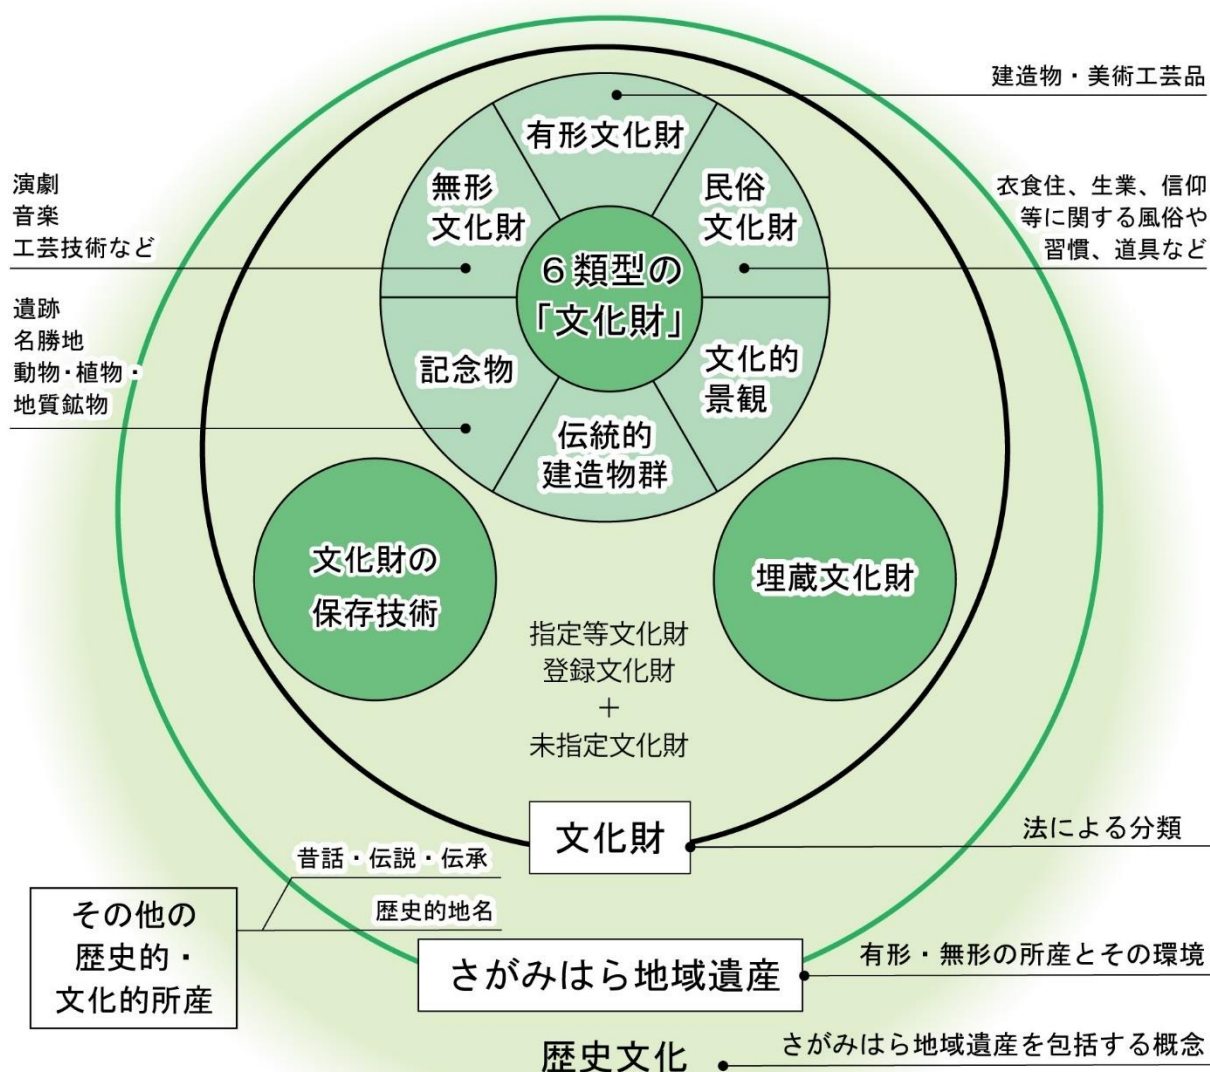 建造物・美術工芸品
有形文化財
無形
文化財
民俗
文化財
演劇
音楽
工芸技術など
衣食住、生業、信仰
等に関する風俗や
習慣、道具など
６類型の
「文化財」
遺跡
名勝地
動物・植物・
地質鉱物
記念物
文化的
景観
伝統的
建造物群
文化財の
保存技術
埋蔵文化財
指定等文化財
登録文化財
＋
未指定文化財
文化財
法による分類
昔話・伝説・伝承
歴史的地名
その他の
歴史的・
文化的所産
さがみはら地域遺産
有形・無形の所産とその環境
歴史文化
さがみはら地域遺産を包括する概念